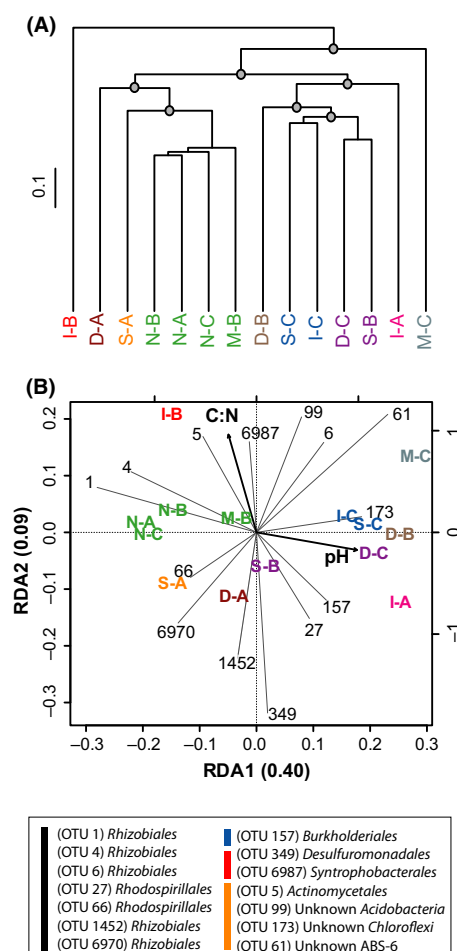 (A)
0.1
I-B D-A S-A N-B N-A N-C M-B D-B S-C I-C D-C S-B I-A M-C
(B)
I-B C:N 99 61
5 6987 6
M-C
4
1
N-B M-B I-C 173
N-A S-C
N-C D-B
pH D-C
66 S-B
S-A
D-A 157 I-A
6970 27
1452
349
0.2
0.1
0.0
−0.1
−0.2
−0.3
RDA2 (0.09)
1
0
−1
−0.3 −0.2 −0.1 0.0 0.1 0.2 0.3
RDA1 (0.40)
(OTU 1) Rhizobiales
(OTU 4) Rhizobiales
(OTU 6) Rhizobiales
(OTU 27) Rhodospirillales
(OTU 66) Rhodospirillales
(OTU 1452) Rhizobiales
(OTU 6970) Rhizobiales
(OTU 157) Burkholderiales
(OTU 349) Desulfuromonadales
(OTU 6987) Syntrophobacterales
(OTU 5) Actinomycetales
(OTU 99) Unknown Acidobacteria
(OTU 173) Unknown Chloroflexi
(OTU 61) Unknown ABS-6